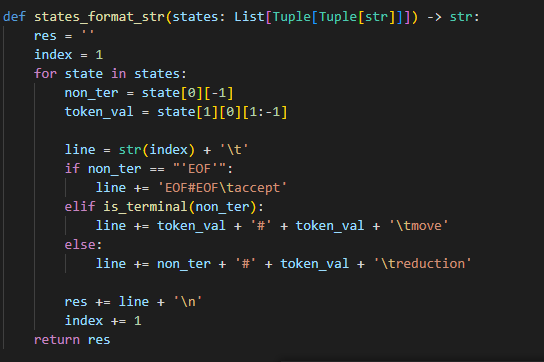 def states_format_str(states: List[Tuple[Tuple[str]]]) -> str:
    res = ''
    index = 1
    for state in states:
        non_ter = state[0][-1]
        token_val = state[1][0][1:-1]

        line = str(index) + '\t'
        if non_ter == "'EOF'":
            line += 'EOF#EOF\taccept'
        elif is_terminal(non_ter):
            line += token_val + '#' + token_val + '\tmove'
        else:
            line += non_ter + '#' + token_val + '\treduction'

        res += line + '\n'
        index += 1
    return res